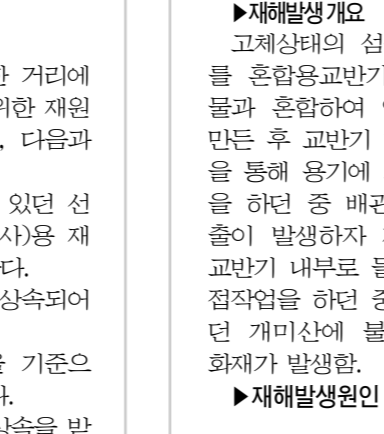 한 거리에
위한 재원
, 다음과
있던 선
사)용 재
다.
상속되어
을 기준으
다.
상속을 받
▶재해발생 개요
고체상태의 섬
를 혼합용교반기
물과 혼합하여
만든 후 교반기
을 통해 용기에
을 하던 중 배관
출이 발생하자
교반기 내부로 들
접작업을 하던 중
던 개미산에 불
화재가 발생함.
▶재해발생원인